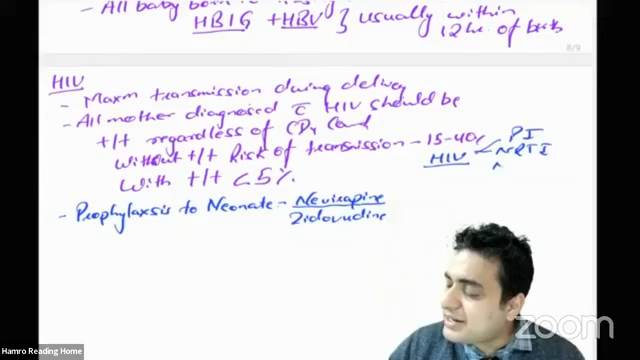 - All baby born to
HBIG + HBV } usually within
12 hr. of birth
8/9
HIV
- Maxm transmission during delivery
- All mother diagnosed c̄ HIV should be
t/t regardless of CD4 count
without t/t Risk of transmission - 15-40%
With t/t < 5%
HIV
PI
NRTI
N
- Prophylaxsis to Neonate - Nevirapine
Zidovudine
Hamro Reading Home
zoom